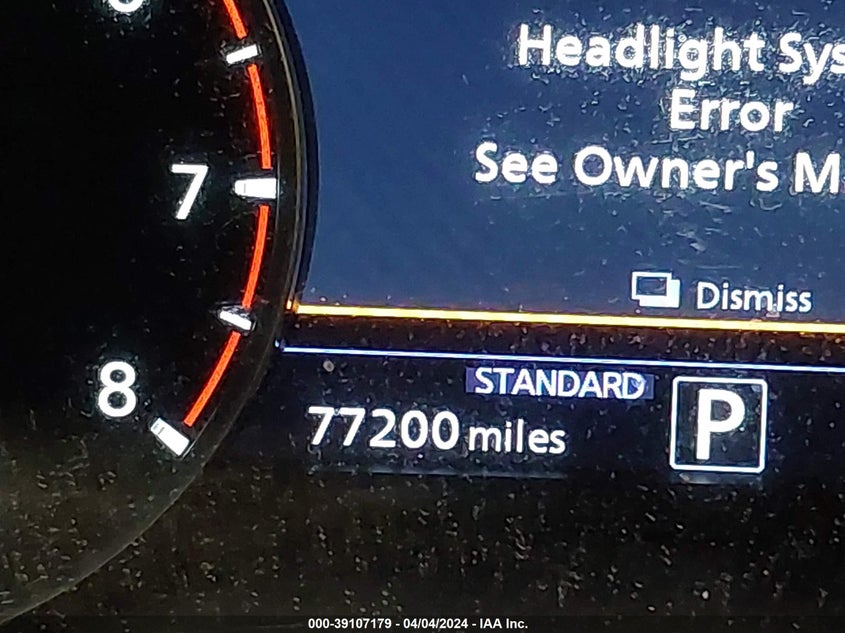 Headlight Sys
Error
See Owner's M
7
Dismiss
STANDARD
8
P
77200 miles
000-39107179 - 04/04/2024 - IAA Inc.